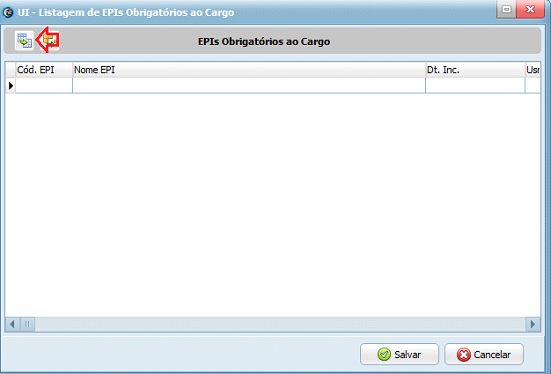 UI - Listagem de EPIs Obrigatórios ao Cargo
EPIs Obrigatórios ao Cargo
Cód. EPI Nome EPI Dt. Inc. Usr
Salvar Cancelar